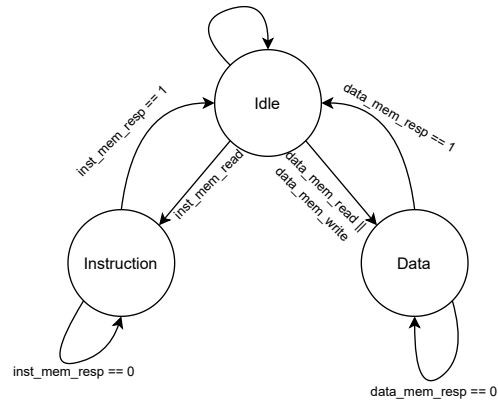 Idle
inst_mem_resp == 1
data_mem_resp == 1
inst_mem_read
data_mem_read ||
data_mem_write
Instruction
Data
inst_mem_resp == 0
data_mem_resp == 0